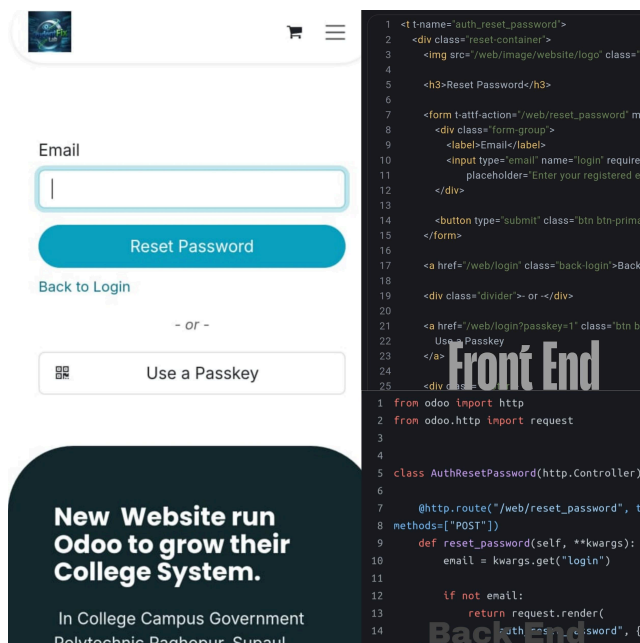 Email
Reset Password
Back to Login
- or -
Use a Passkey
New Website run
Odoo to grow their
College System.
In College Campus Government
Polytechnic Raghopur, Supaul
1 <t t-name="auth_reset_password">
2 <div class="reset-container">
3 <img src="/web/image/website/logo" class="
4
5 <h3>Reset Password</h3>
6
7 <form t-attf-action="/web/reset_password" m
8 <div class="form-group">
9 <label>Email</label>
10 <input type="email" name="login" require
11 placeholder="Enter your registered e
12 </div>
13
14 <button type="submit" class="btn btn-prima
15 </form>
16
17 <a href="/web/login" class="back-login">Back
18
19 <div class="divider">- or -</div>
20
21 <a href="/web/login?passkey=1" class="btn b
22 Use a Passkey
23 </a>
24
25 <div
Front End
1 from odoo import http
2 from odoo.http import request
3
4
5 class AuthResetPassword(http.Controller)
6
7 @http.route("/web/reset_password", t
8 methods=["POST"])
9 def reset_password(self, **kwargs):
10 email = kwargs.get("login")
11
12 if not email:
13 return request.render(
14 "auth_reset_password", {
Back End